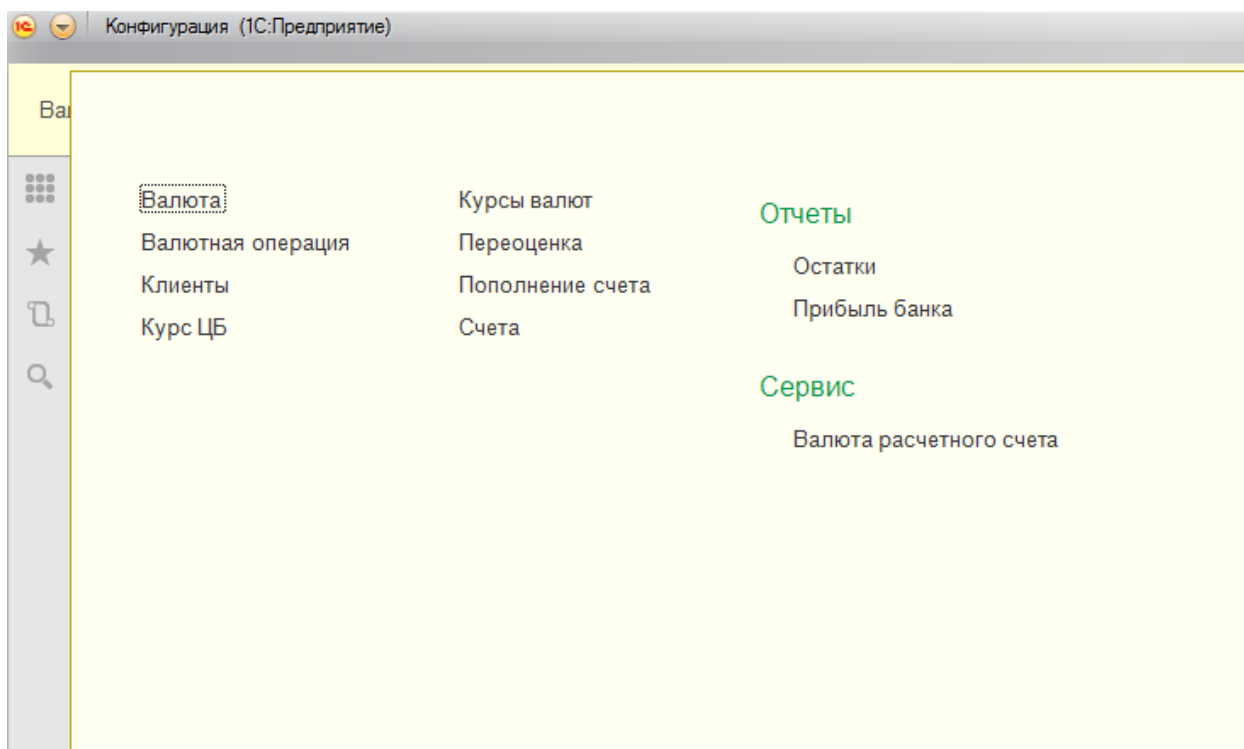 1С Конфигурация (1С:Предприятие)
Валюта
Валютная операция
Клиенты
Курс ЦБ
Курсы валют
Переоценка
Пополнение счета
Счета
Отчеты
Остатки
Прибыль банка
Сервис
Валюта расчетного счета